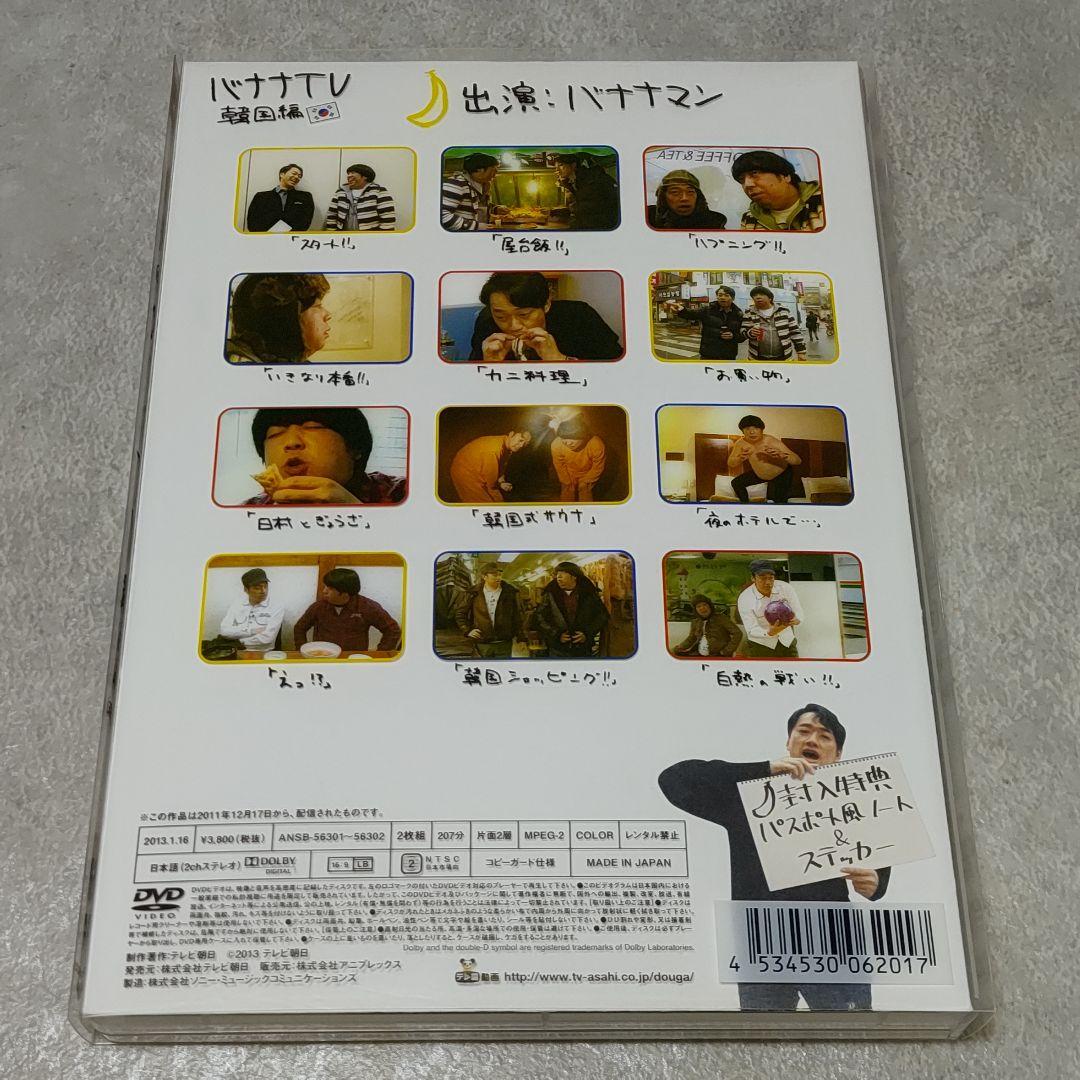 バナナTV
韓国編
出演:バナナマン
COFFEE & TEA
「スタート!!」
「屋台飯!!」
「ハプニング!!」
「いきなり本番!!」
「カニ料理」
「お買い物」
「日村とぎょうざ」
「韓国式サウナ」
「夜のホテルで…」
「えっ!?」
「韓国ショッピング!!」
「白熱の戦い!!」
封入特典
パスポート風ノート
&
ステッカー
※この作品は2011年12月17日から、配信されたものです。
2013.1.16 ¥3,800(税抜) ANSB-56301〜56302 2枚組 207分 片面2層 MPEG-2 COLOR レンタル禁止
日本語(2chステレオ) DOLBY DIGITAL 16:9 LB 2 NTSC 日本市場向 コピーガード仕様 MADE IN JAPAN
DVD VIDEO
Dolby and the double-D symbol are registered trademarks of Dolby Laboratories.
制作著作:テレビ朝日 ©2013 テレビ朝日
発売元:株式会社テレビ朝日 販売元:株式会社アニプレックス
製造:株式会社ソニー・ミュージックコミュニケーションズ
テレ朝動画 http://www.tv-asahi.co.jp/douga/
4 534530 062017